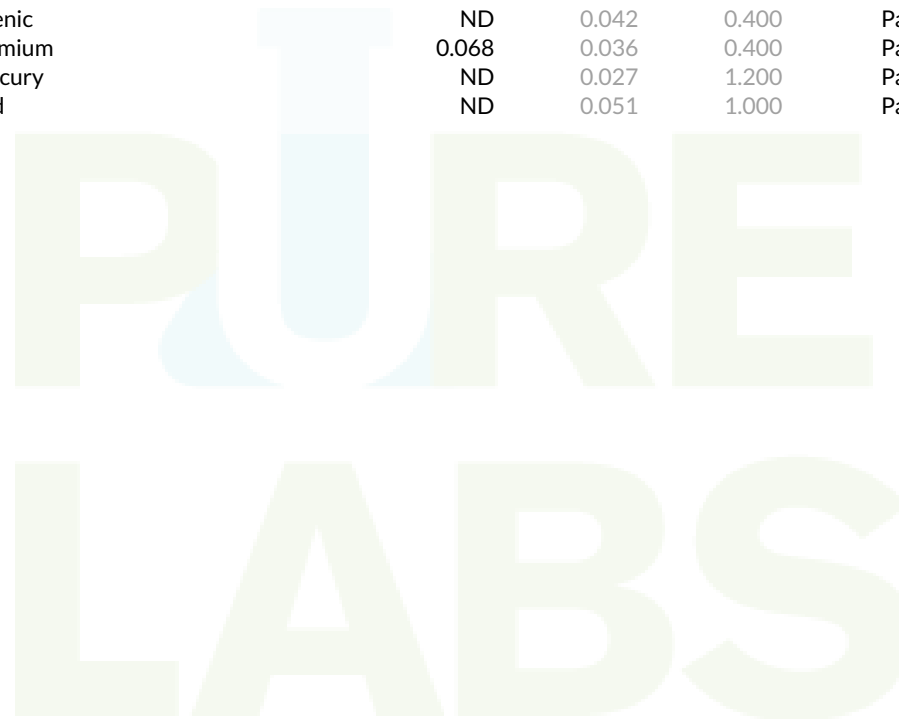 enic ND 0.042 0.400 Pa
mium 0.068 0.036 0.400 Pa
cury ND 0.027 1.200 Pa
d ND 0.051 1.000 Pa
PURE
LABS